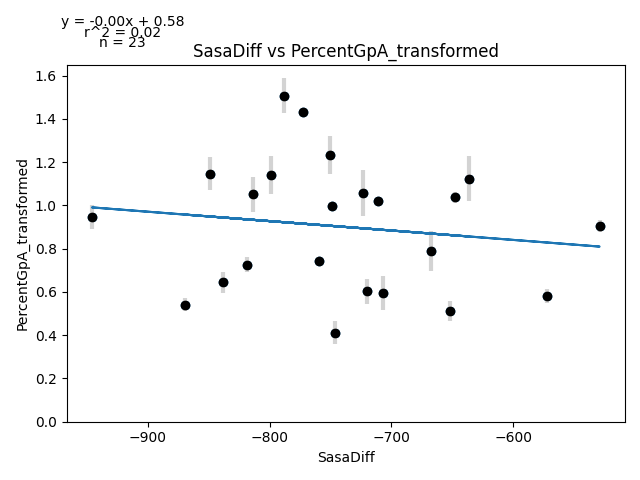 y = -0.00x + 0.58
r^2 = 0.02
n = 23
SasaDiff vs PercentGpA_transformed
1.6
1.4
1.2
1.0
0.8
0.6
0.4
0.2
0.0
PercentGpA_transformed
−900
−800
−700
−600
SasaDiff